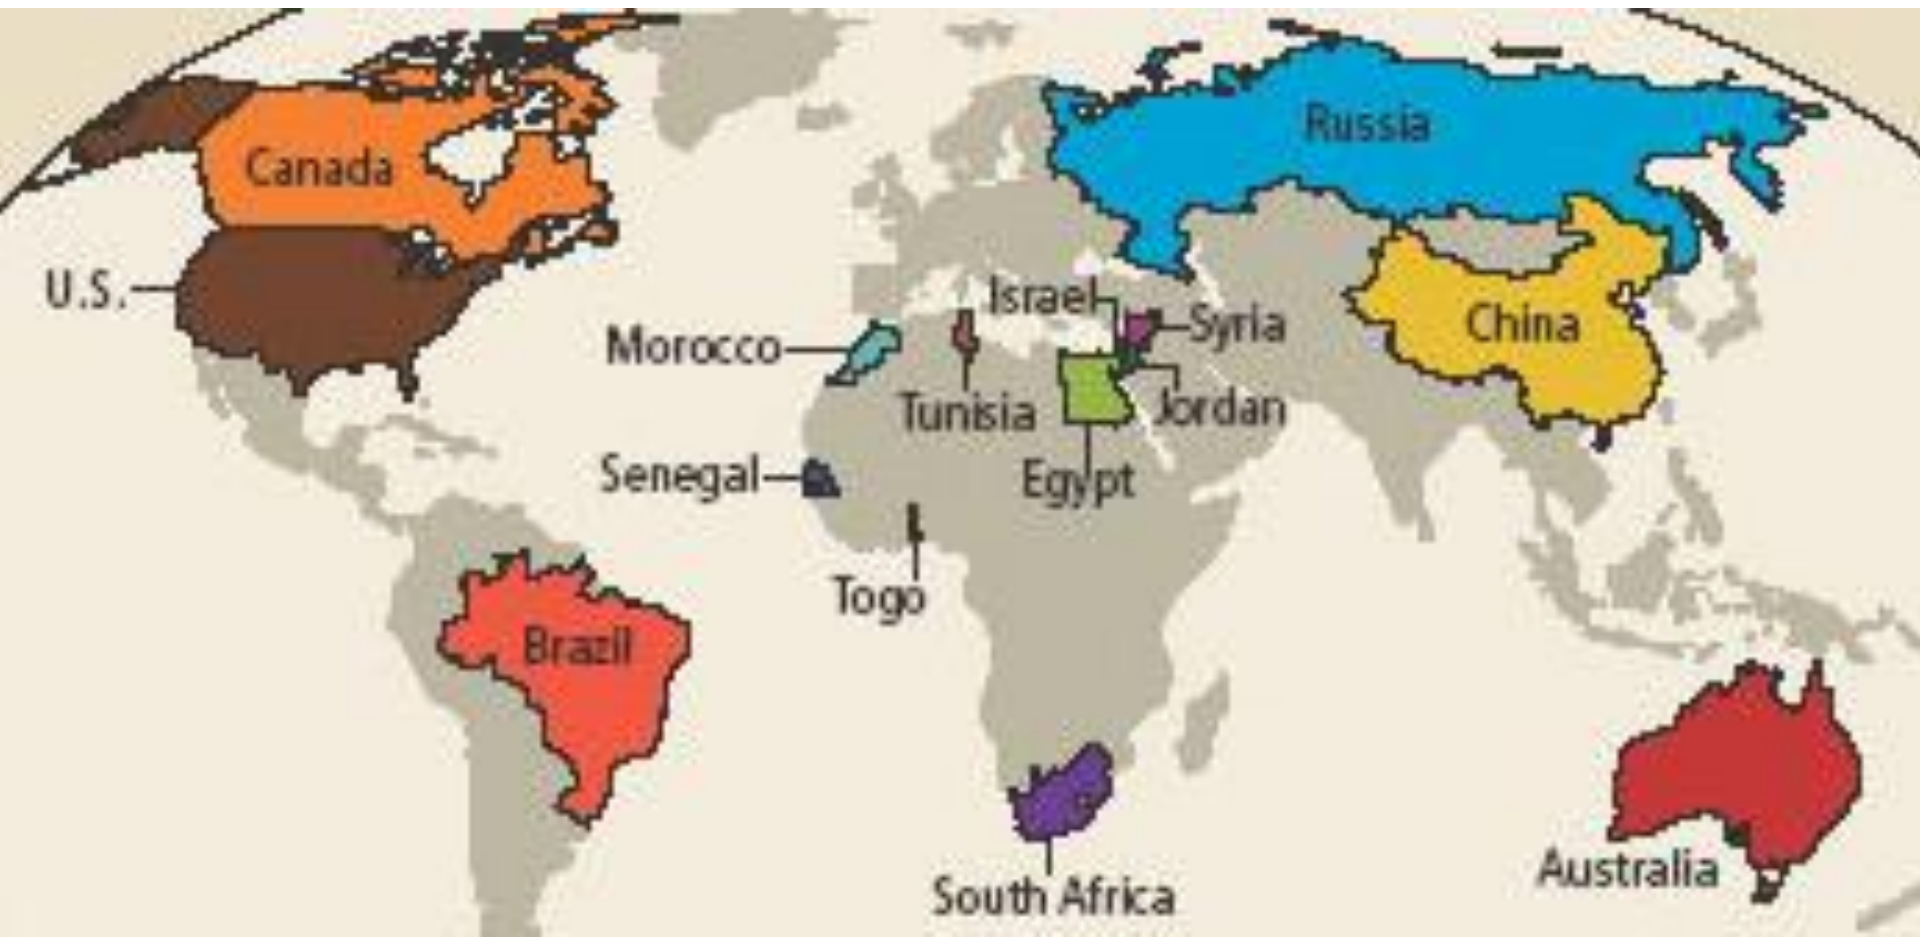 Russia
Canada
U.S.
Israel
Syria
China
Morocco
Tunisia
Jordan
Senegal
Egypt
Togo
Brazil
Australia
South Africa